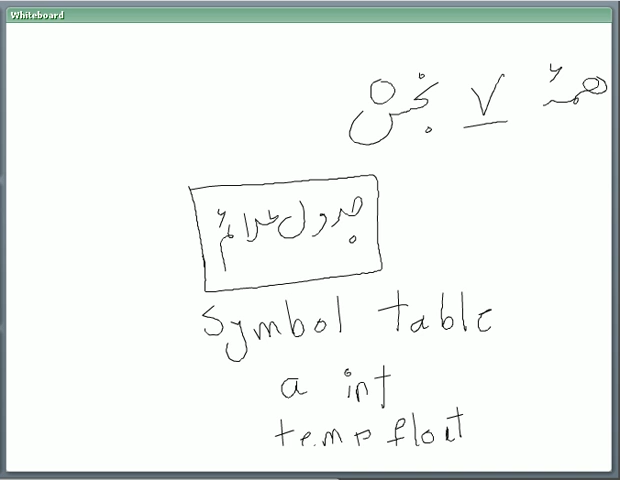 Whiteboard
همهٔ ۷ بخش
جدول علائم
symbol table
a int
temp float